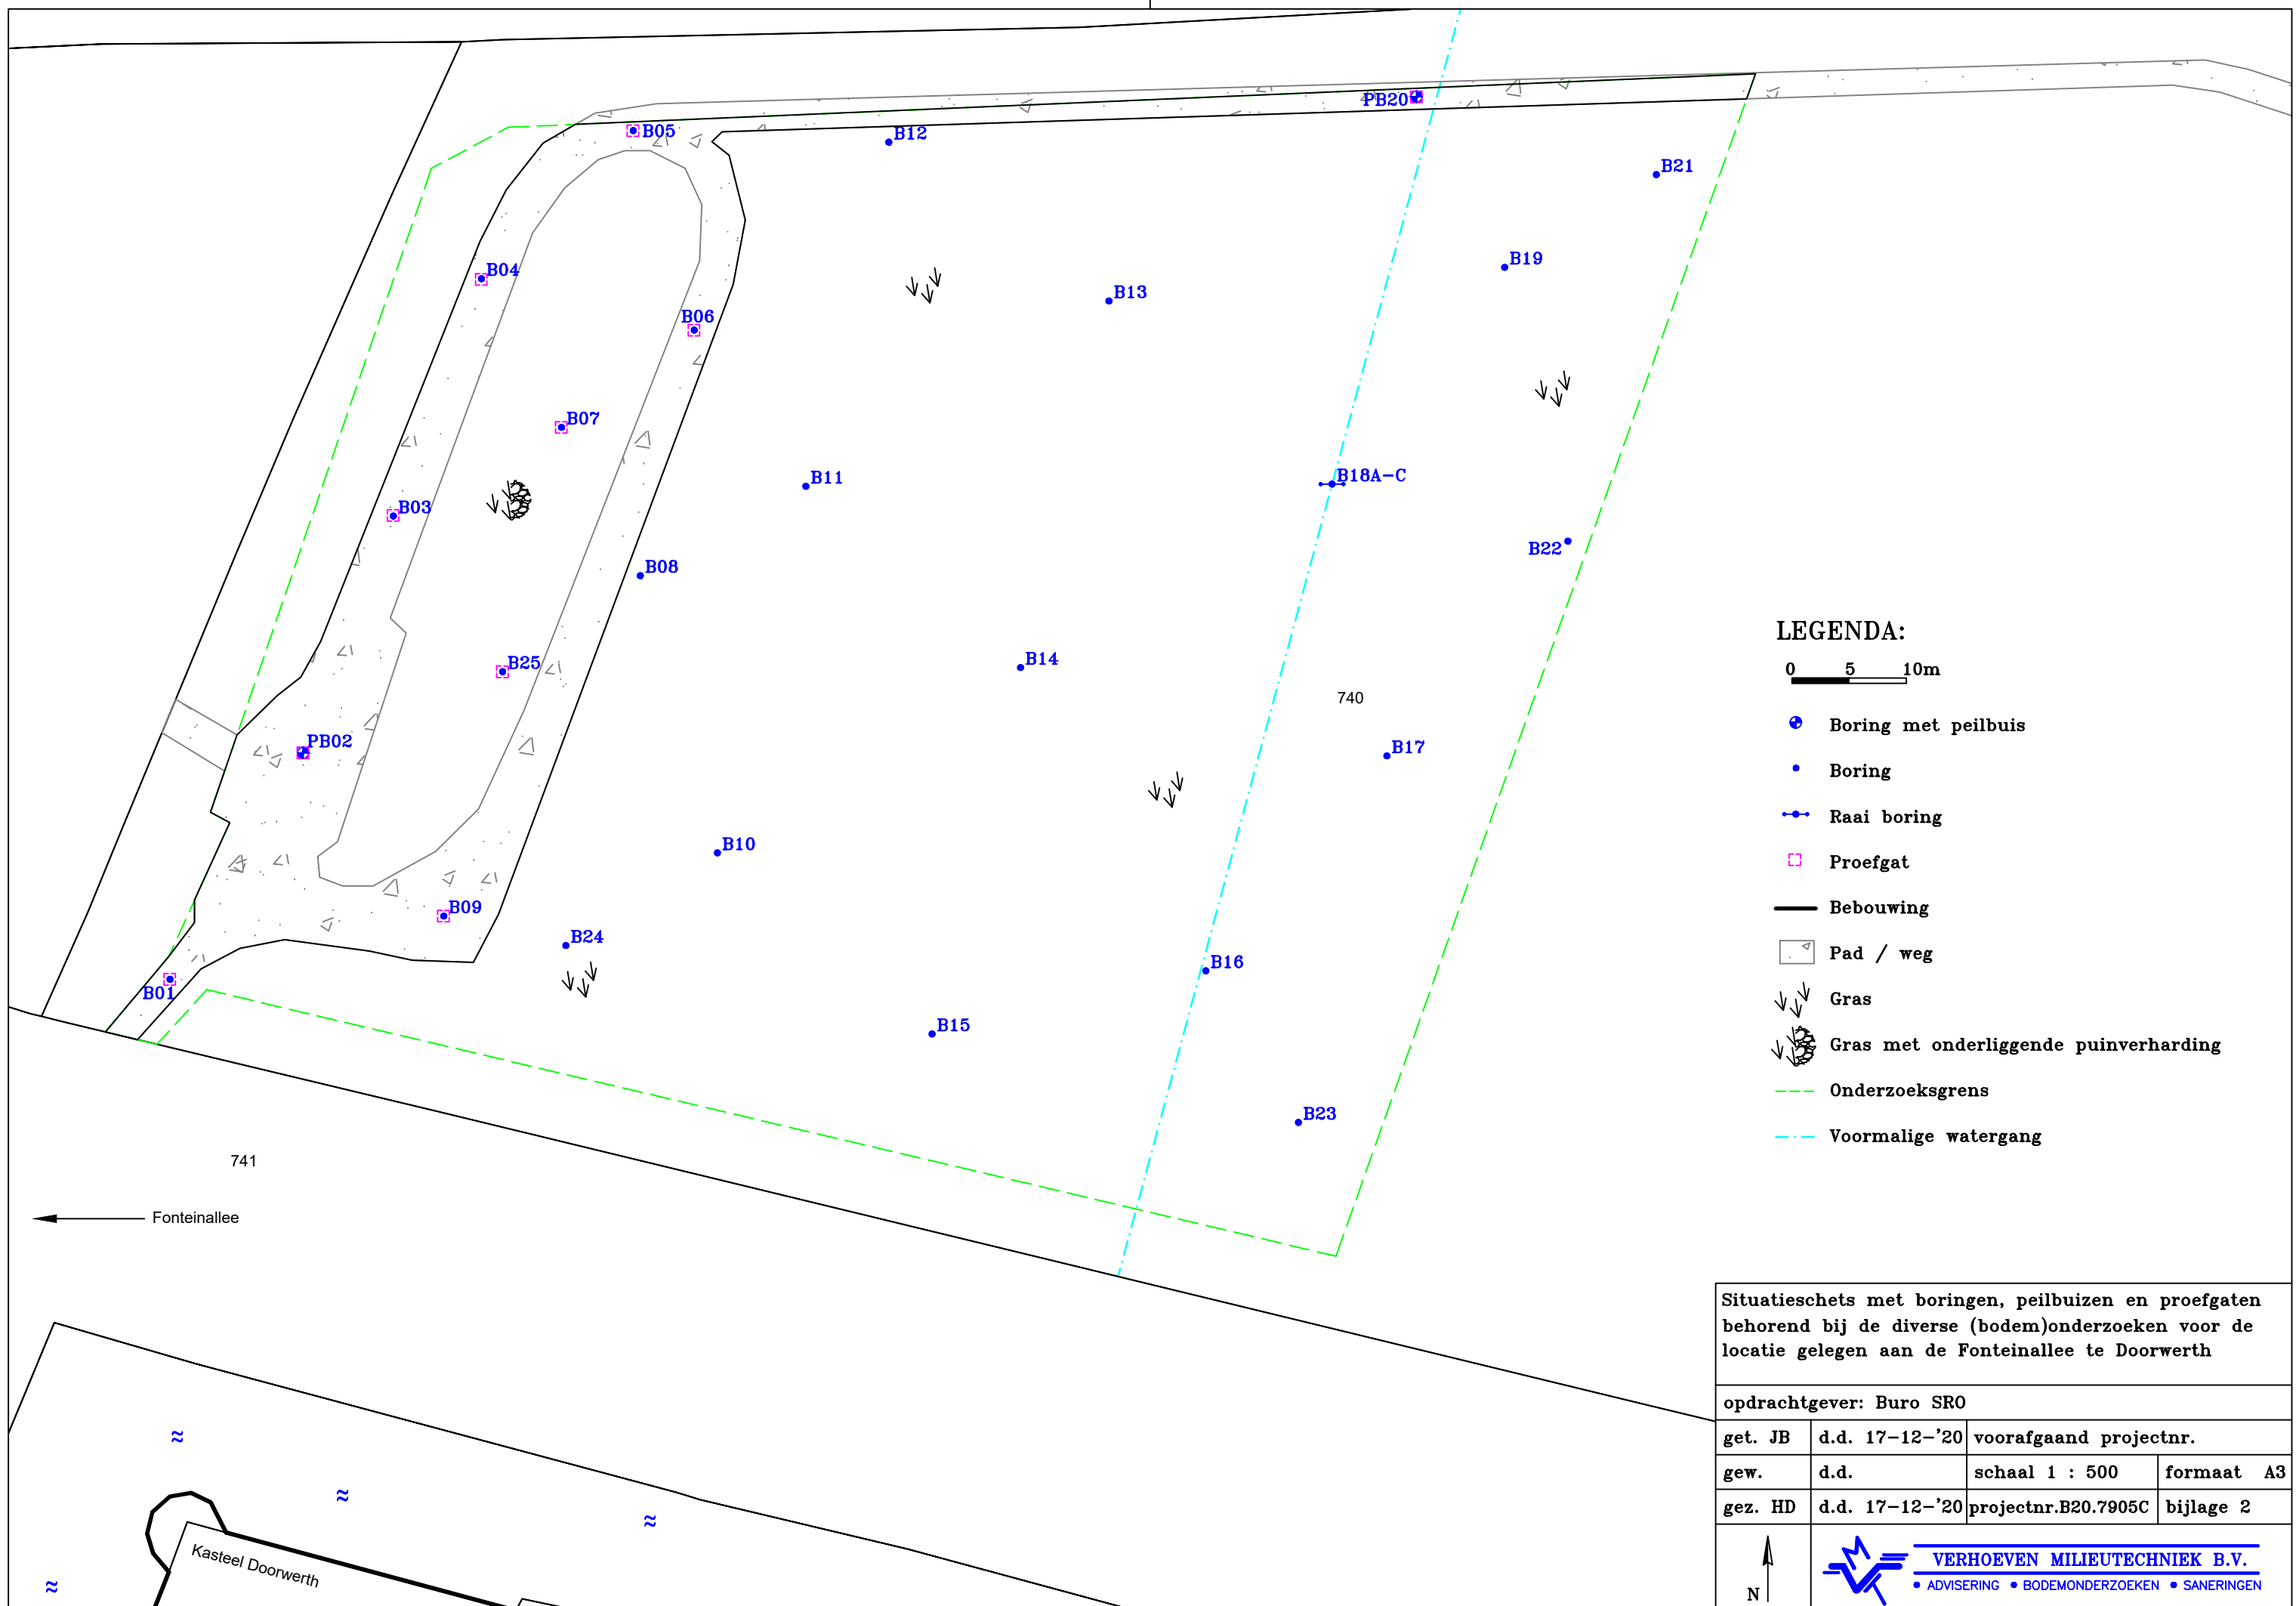 PB20
B05
B12
B21
B04
B19
B13
B06
B07
B11
B18A-C
B03
B22
B08
B14
B25
740
PB02
B17
B10
B09
B24
B16
B01
B15
B23
741
Fonteinallee
Kasteel Doorwerth
LEGENDA:
0 5 10m
Boring met peilbuis
Boring
Raai boring
Proefgat
Bebouwing
Pad / weg
Gras
Gras met onderliggende puinverharding
Onderzoeksgrens
Voormalige watergang
Situatieschets met boringen, peilbuizen en proefgaten
behorend bij de diverse (bodem)onderzoeken voor de
locatie gelegen aan de Fonteinallee te Doorwerth
opdrachtgever: Buro SRO
get. JB d.d. 17-12-'20 voorafgaand projectnr.
gew. d.d. schaal 1 : 500 formaat A3
gez. HD d.d. 17-12-'20 projectnr.B20.7905C bijlage 2
N
VERHOEVEN MILIEUTECHNIEK B.V.
• ADVISERING • BODEMONDERZOEKEN • SANERINGEN